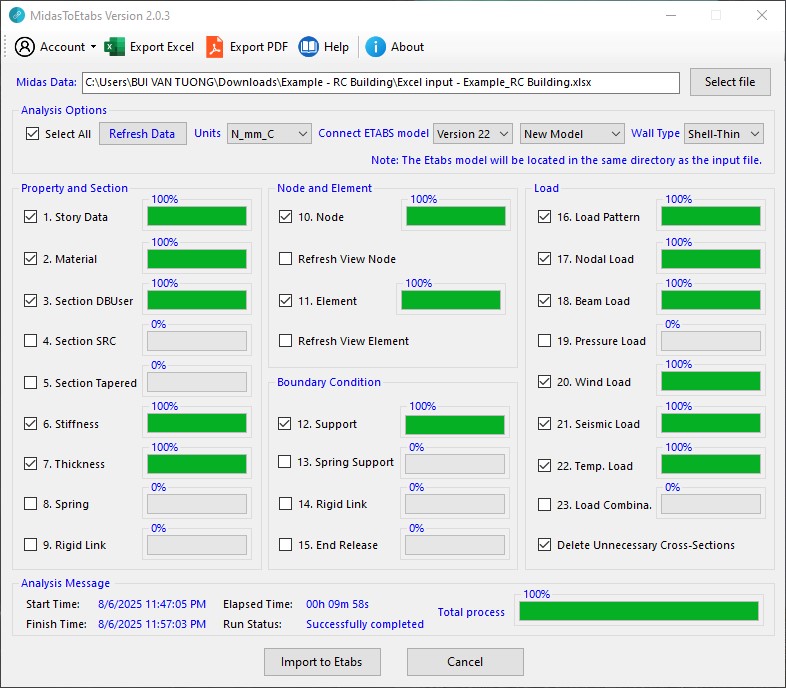 MidasToEtabs Version 2.0.3
Account Export Excel Export PDF Help About
Midas Data: C:\Users\BUI VAN TUONG\Downloads\Example - RC Building\Excel input - Example_RC Building.xlsx Select file
Analysis Options
Select All Refresh Data Units N_mm_C Connect ETABS model Version 22 New Model Wall Type Shell-Thin
Note: The Etabs model will be located in the same directory as the input file.
Property and Section
100%
1. Story Data
100%
2. Material
100%
3. Section DBUser
0%
4. Section SRC
0%
5. Section Tapered
100%
6. Stiffness
100%
7. Thickness
0%
8. Spring
0%
9. Rigid Link
Node and Element
100%
10. Node
Refresh View Node
100%
11. Element
Refresh View Element
Boundary Condition
100%
12. Support
0%
13. Spring Support
0%
14. Rigid Link
0%
15. End Release
Load
100%
16. Load Pattern
100%
17. Nodal Load
100%
18. Beam Load
0%
19. Pressure Load
100%
20. Wind Load
100%
21. Seismic Load
100%
22. Temp. Load
0%
23. Load Combina.
Delete Unnecessary Cross-Sections
Analysis Message
Start Time: 8/6/2025 11:47:05 PM Elapsed Time: 00h 09m 58s
Finish Time: 8/6/2025 11:57:03 PM Run Status: Successfully completed
Total process
100%
Import to Etabs Cancel